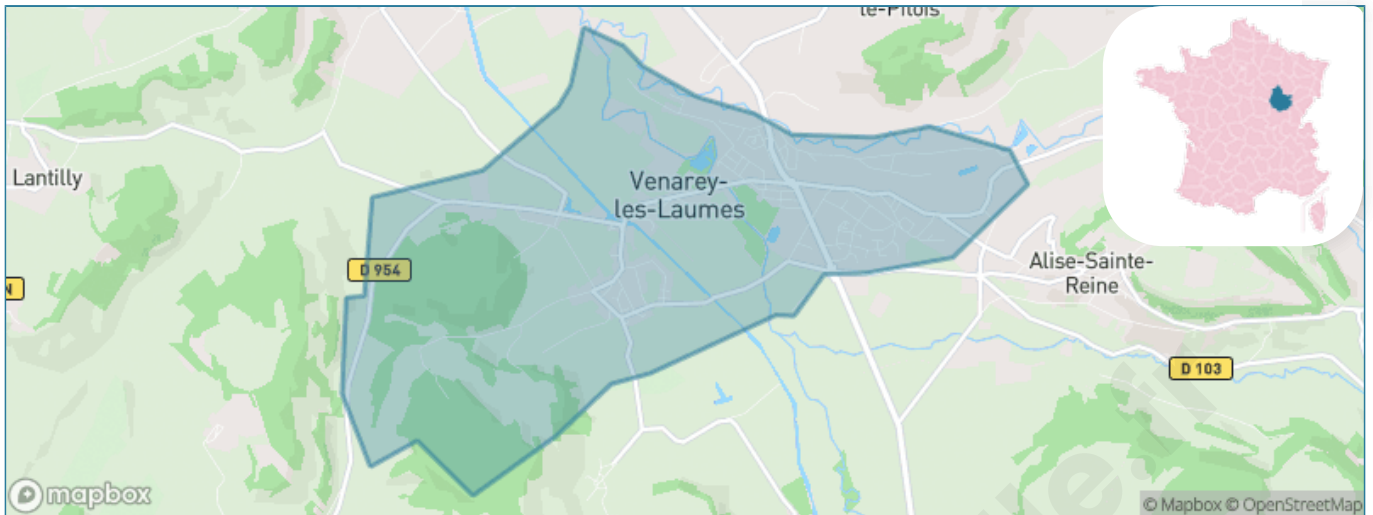 le-Pitois
Lantilly
Venarey-
les-Laumes
D 954
N
Alise-Sainte-
Reine
D 103
mapbox
© Mapbox © OpenStreetMap